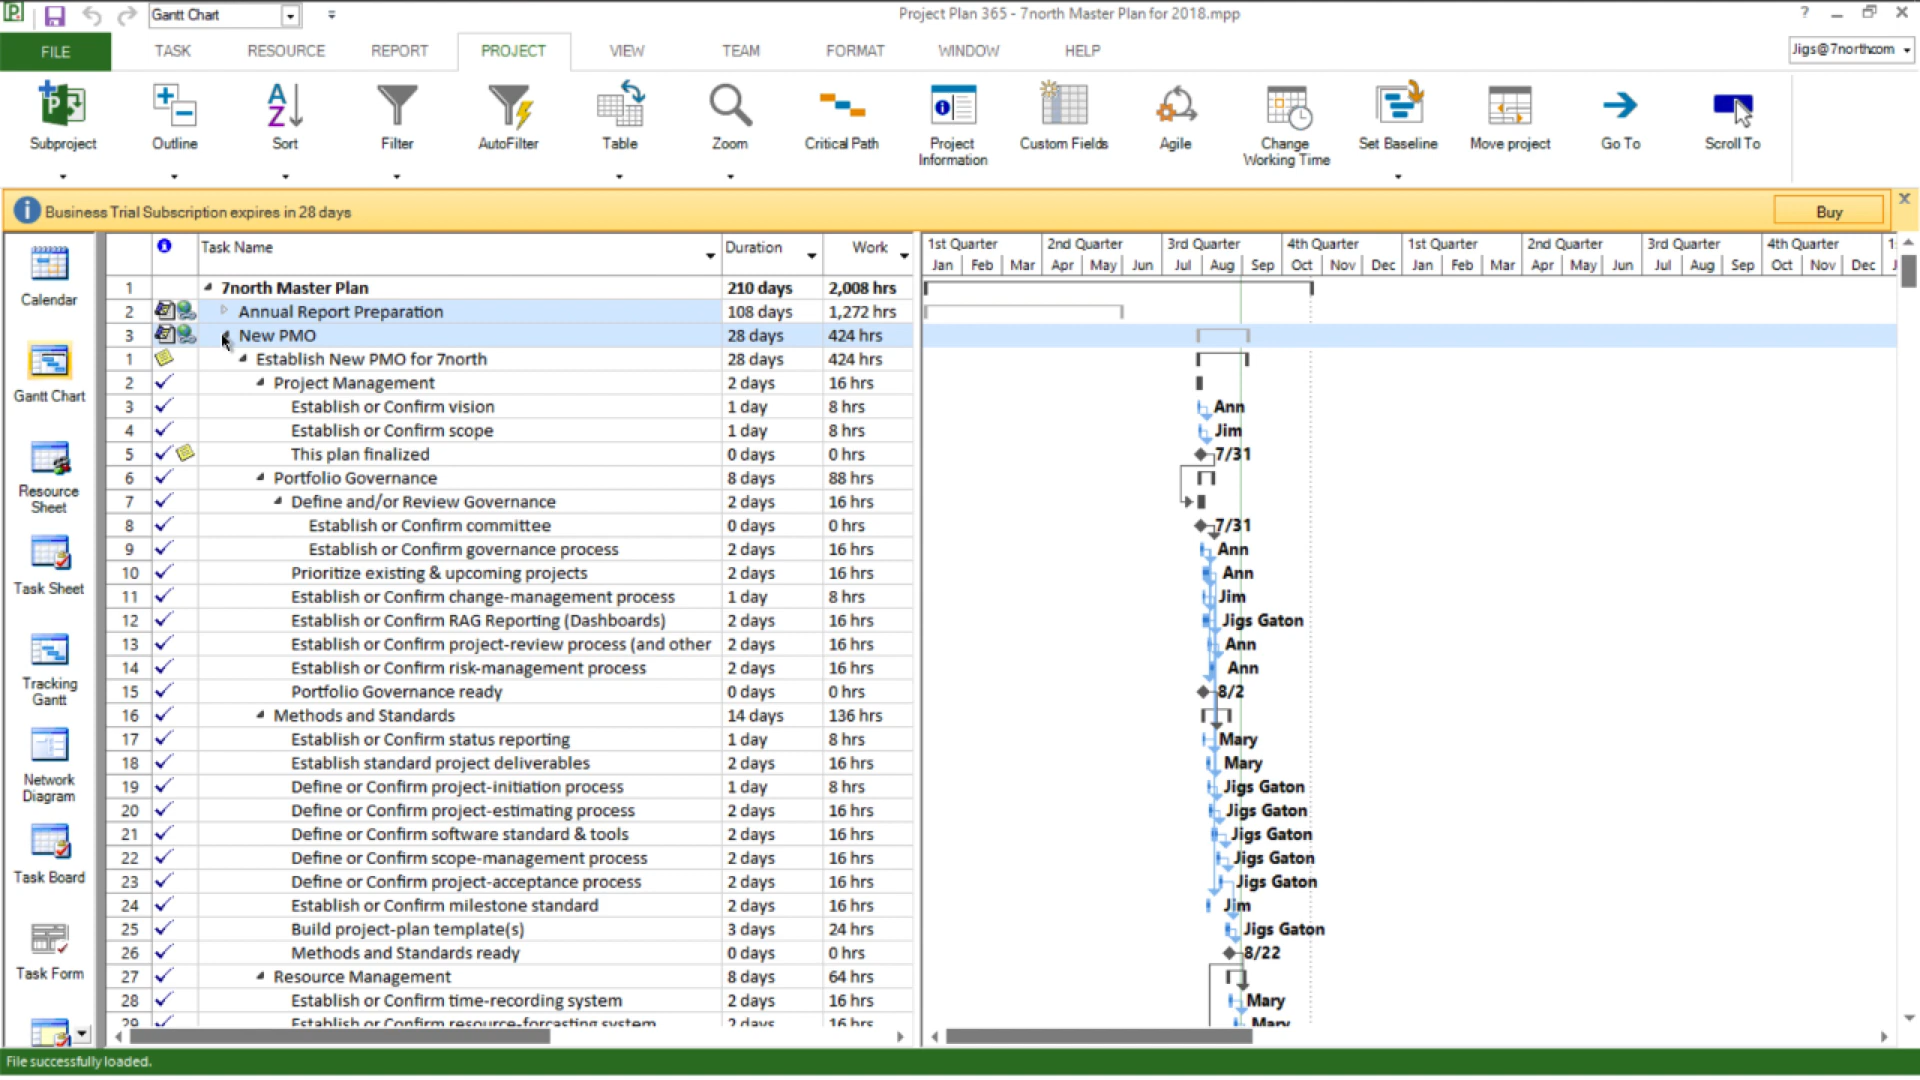 Gantt Chart
Project Plan 365 - 7north Master Plan for 2018.mpp
?
FILE TASK RESOURCE REPORT PROJECT VIEW TEAM FORMAT WINDOW HELP
Jigs@7north.com
Subproject Outline Sort Filter AutoFilter Table Zoom Critical Path Project Information Custom Fields Agile Change Working Time Set Baseline Move project Go To Scroll To
Business Trial Subscription expires in 28 days
Buy
Calendar
Gantt Chart
Resource Sheet
Task Sheet
Tracking Gantt
Network Diagram
Task Board
Task Form
Task Name Duration Work
1st Quarter 2nd Quarter 3rd Quarter 4th Quarter 1st Quarter 2nd Quarter 3rd Quarter 4th Quarter
Jan Feb Mar Apr May Jun Jul Aug Sep Oct Nov Dec Jan Feb Mar Apr May Jun Jul Aug Sep Oct Nov Dec
1 7north Master Plan 210 days 2,008 hrs
2 Annual Report Preparation 108 days 1,272 hrs
3 New PMO 28 days 424 hrs
1 Establish New PMO for 7north 28 days 424 hrs
2 Project Management 2 days 16 hrs
3 Establish or Confirm vision 1 day 8 hrs Ann
4 Establish or Confirm scope 1 day 8 hrs Jim
5 This plan finalized 0 days 0 hrs 7/31
6 Portfolio Governance 8 days 88 hrs
7 Define and/or Review Governance 2 days 16 hrs
8 Establish or Confirm committee 0 days 0 hrs 7/31
9 Establish or Confirm governance process 2 days 16 hrs Ann
10 Prioritize existing & upcoming projects 2 days 16 hrs Ann
11 Establish or Confirm change-management process 1 day 8 hrs Jim
12 Establish or Confirm RAG Reporting (Dashboards) 2 days 16 hrs Jigs Gaton
13 Establish or Confirm project-review process (and other 2 days 16 hrs Ann
14 Establish or Confirm risk-management process 2 days 16 hrs Ann
15 Portfolio Governance ready 0 days 0 hrs 8/2
16 Methods and Standards 14 days 136 hrs
17 Establish or Confirm status reporting 1 day 8 hrs Mary
18 Establish standard project deliverables 2 days 16 hrs Mary
19 Define or Confirm project-initiation process 1 day 8 hrs Jigs Gaton
20 Define or Confirm project-estimating process 2 days 16 hrs Jigs Gaton
21 Define or Confirm software standard & tools 2 days 16 hrs Jigs Gaton
22 Define or Confirm scope-management process 2 days 16 hrs Jigs Gaton
23 Define or Confirm project-acceptance process 2 days 16 hrs Jigs Gaton
24 Establish or Confirm milestone standard 2 days 16 hrs Jim
25 Build project-plan template(s) 3 days 24 hrs Jigs Gaton
26 Methods and Standards ready 0 days 0 hrs 8/22
27 Resource Management 8 days 64 hrs
28 Establish or Confirm time-recording system 2 days 16 hrs Mary
29 Establish or Confirm resource-forcasting system 2 days 16 hrs Mary
File successfully loaded.